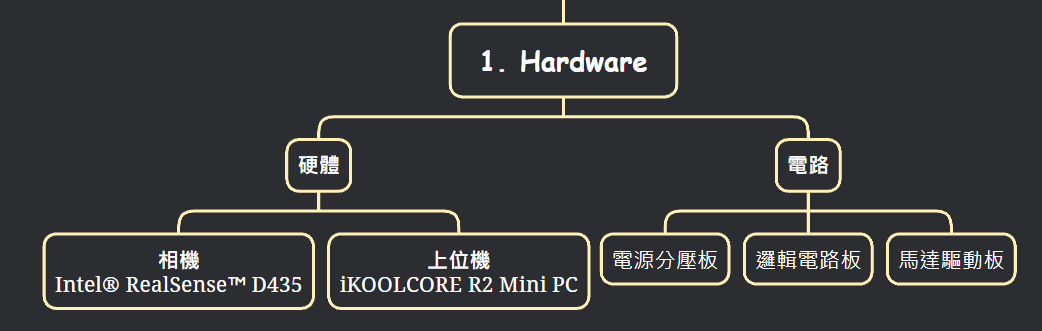 1. Hardware
硬體
電路
相機
Intel® RealSense™ D435
上位機
iKOOLCORE R2 Mini PC
電源分壓板
邏輯電路板
馬達驅動板